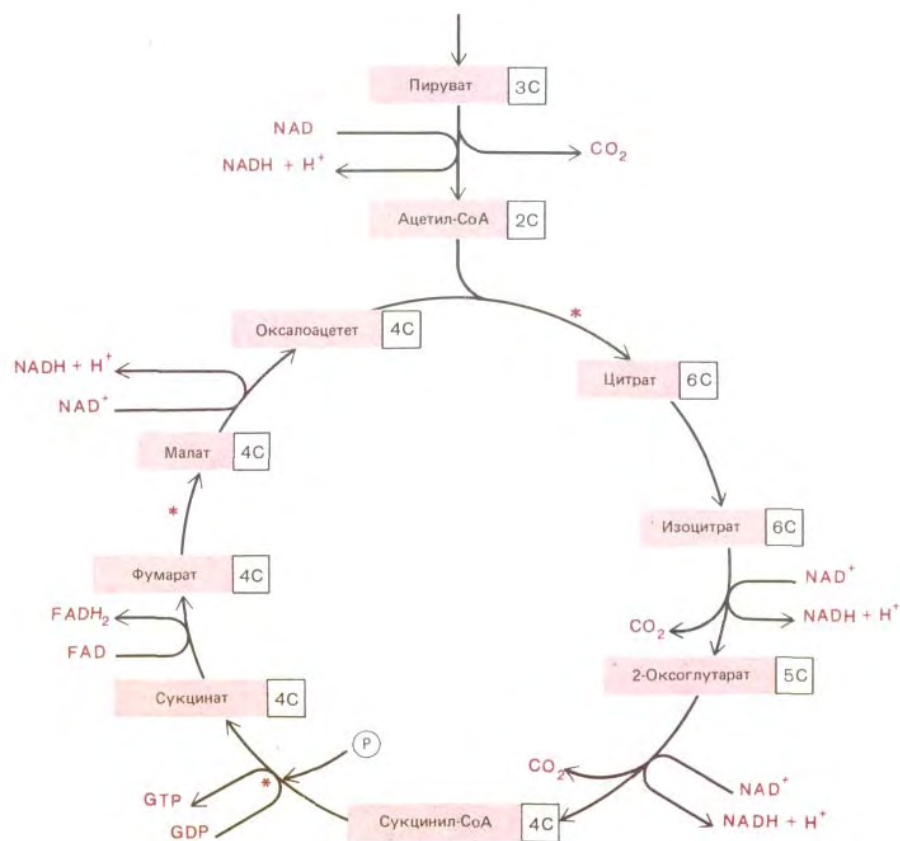 Пируват 3C
NAD
NADH + H⁺
CO₂
Ацетил-CoA 2C
*
Оксалоацетет 4C
NADH + H⁺
NAD⁺
Цитрат 6C
Малат 4C
*
Изоцитрат 6C
Фумарат 4C
NAD⁺
NADH + H⁺
CO₂
FADH₂
FAD
2-Оксоглутарат 5C
Сукцинат 4C
P
CO₂
*
NAD⁺
GTP
GDP
Сукцинил-CoA 4C
NADH + H⁺